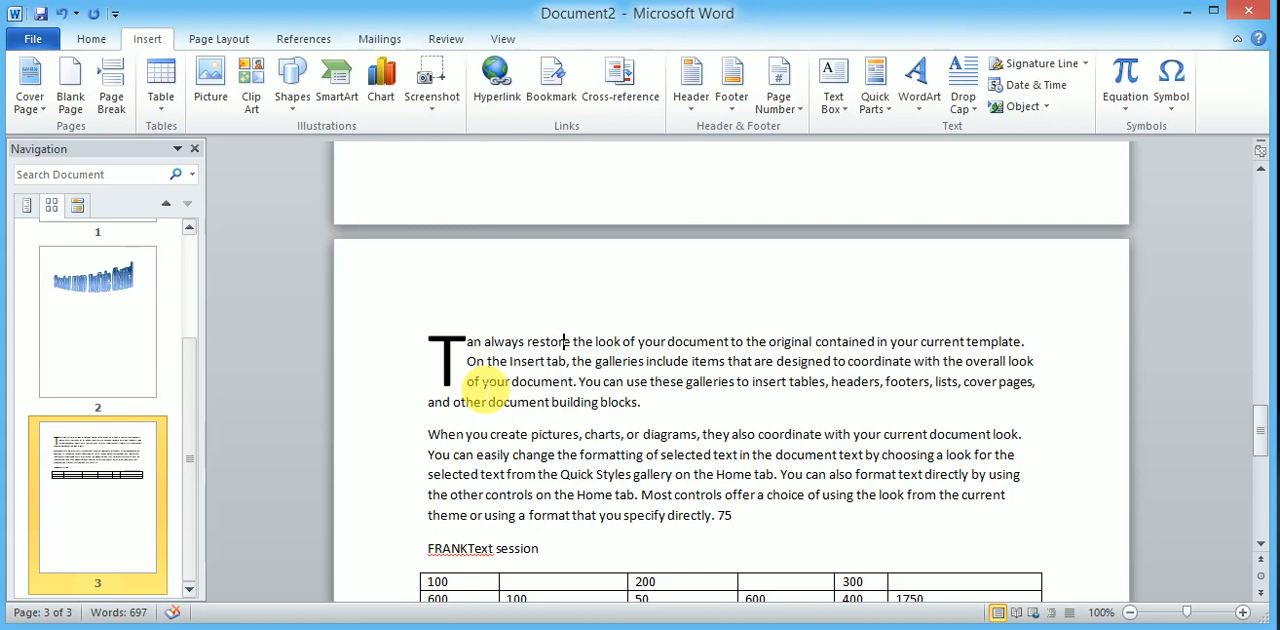 Document2 - Microsoft Word
File Home Insert Page Layout References Mailings Review View
Cover Page
Blank Page
Page Break
Table
Picture
Clip Art
Shapes
SmartArt
Chart
Screenshot
Hyperlink
Bookmark
Cross-reference
Header
Footer
Page Number
Text Box
Quick Parts
WordArt
Drop Cap
Signature Line
Date & Time
Object
Equation
Symbol
Pages Tables Illustrations Links Header & Footer Text Symbols
Navigation
Search Document
1
2
3
Tan always restore the look of your document to the original contained in your current template.
On the Insert tab, the galleries include items that are designed to coordinate with the overall look
of your document. You can use these galleries to insert tables, headers, footers, lists, cover pages,
and other document building blocks.
When you create pictures, charts, or diagrams, they also coordinate with your current document look.
You can easily change the formatting of selected text in the document text by choosing a look for the
selected text from the Quick Styles gallery on the Home tab. You can also format text directly by using
the other controls on the Home tab. Most controls offer a choice of using the look from the current
theme or using a format that you specify directly. 75
FRANKText session
100 200 300
600 100 50 600 400 1750
Page: 3 of 3 Words: 697 100%